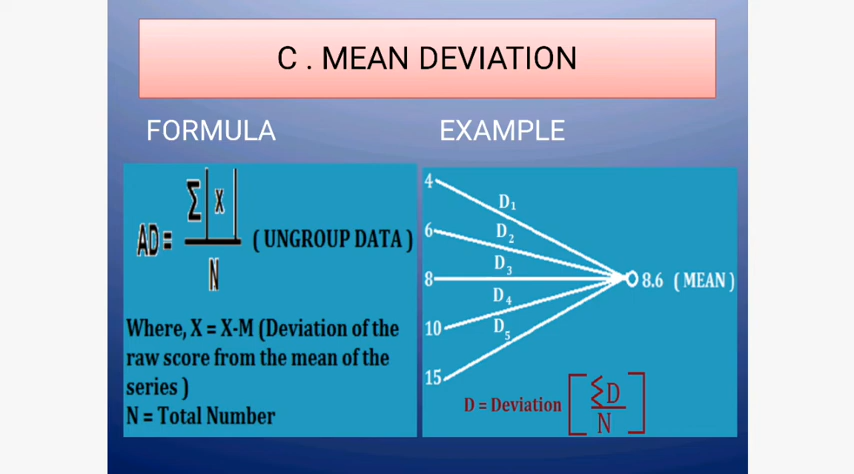 C . MEAN DEVIATION
FORMULA
EXAMPLE
AD = Σ|x| / N ( UNGROUP DATA )
Where, X = X-M (Deviation of the
raw score from the mean of the
series )
N = Total Number
4
D1
6
D2
8
D3
8.6 ( MEAN )
10
D4
15
D5
D = Deviation [ΣD / N]